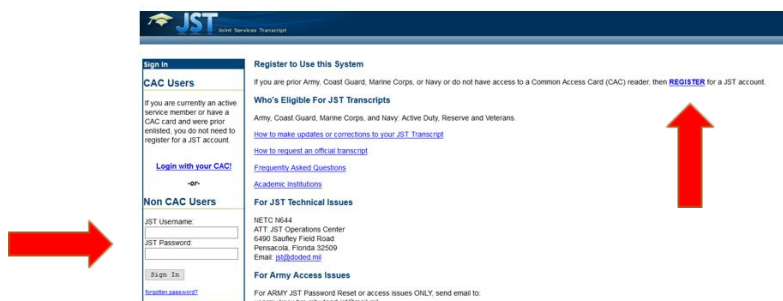 JST Joint Services Transcript
Sign In
CAC Users
If you are currently an active
service member or have a
CAC card and were prior
enlisted, you do not need to
register for a JST account.
Login with your CAC!
-or-
Non CAC Users
JST Username:
JST Password:
Sign In
forgotten password?
Register to Use this System
If you are prior Army, Coast Guard, Marine Corps, or Navy or do not have access to a Common Access Card (CAC) reader, then REGISTER for a JST account.
Who's Eligible For JST Transcripts
Army, Coast Guard, Marine Corps, and Navy: Active Duty, Reserve and Veterans.
How to make updates or corrections to your JST Transcript
How to request an official transcript
Frequently Asked Questions
Academic Institutions
For JST Technical Issues
NETC N644
ATT: JST Operations Center
6490 Saufley Field Road
Pensacola, Florida 32509
Email: jst@doded.mil
For Army Access Issues
For ARMY JST Password Reset or access issues ONLY, send email to: